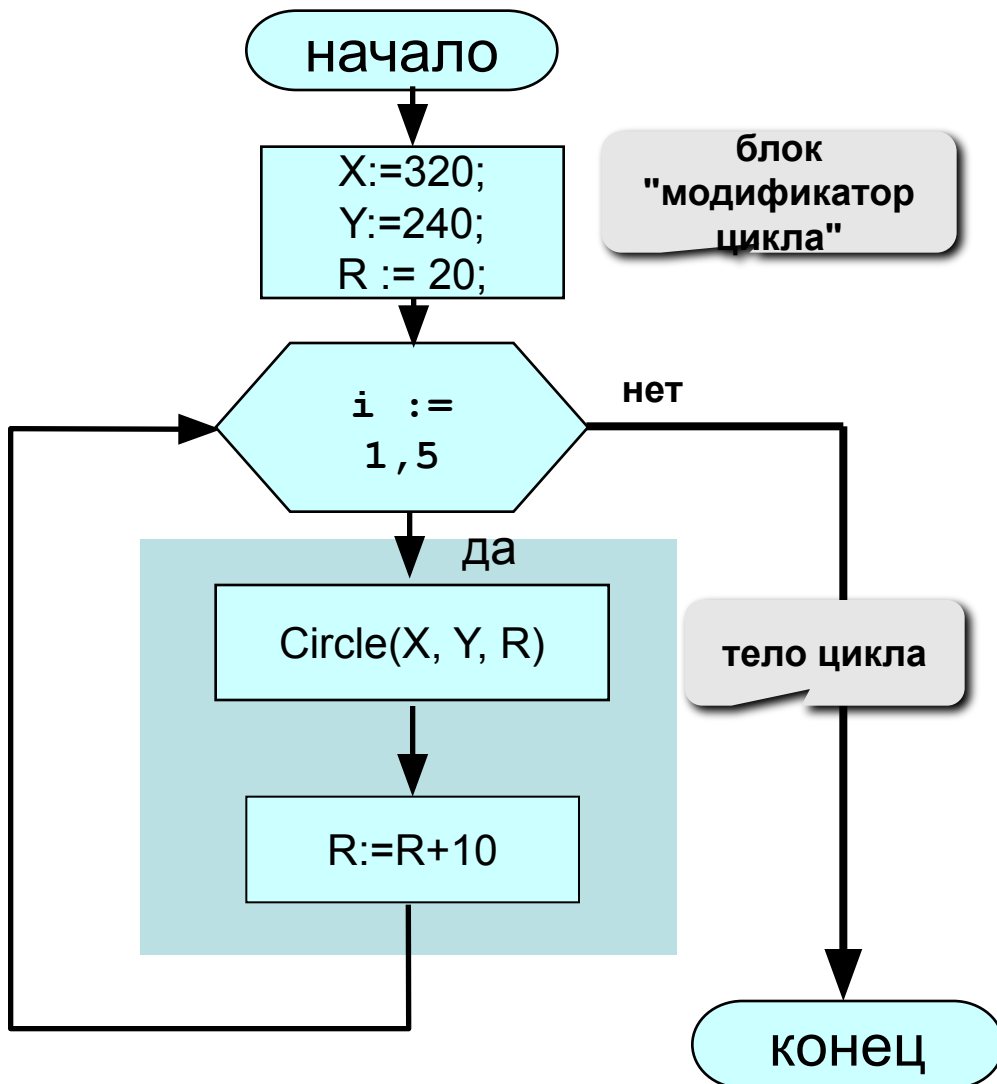 начало
X:=320;
Y:=240;
R := 20;
блок
"модификатор
цикла"
i :=
1,5
нет
да
Circle(X, Y, R)
тело цикла
R:=R+10
конец